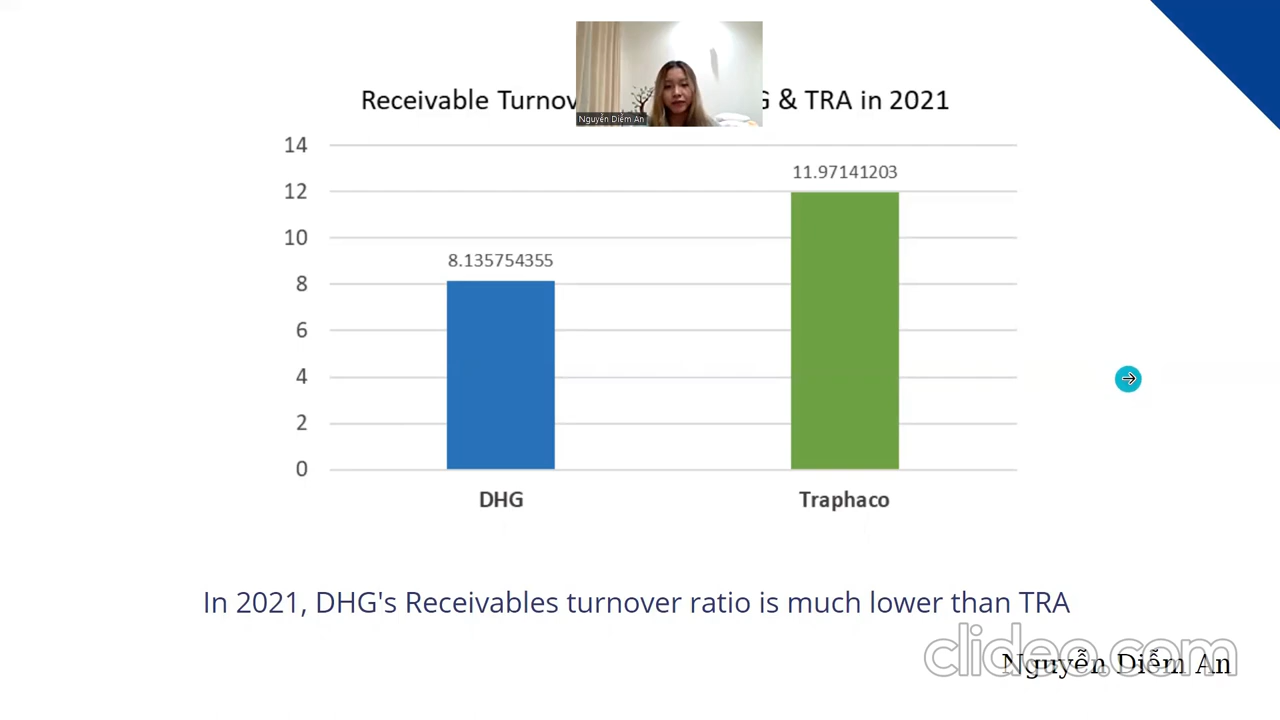 Receivable Turnov G & TRA in 2021
Nguyễn Diễm An
14
12
10
8
6
4
2
0
11.97141203
8.135754355
DHG
Traphaco
In 2021, DHG's Receivables turnover ratio is much lower than TRA
clideo.com
Nguyễn Diễm An